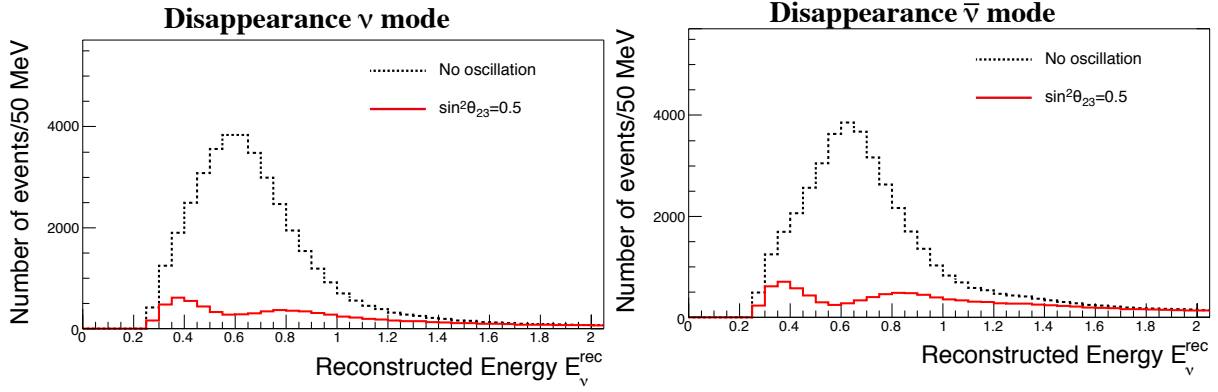 Disappearance ν mode
Number of events/50 MeV
4000
2000
0
No oscillation
sin²θ₂₃=0.5
0 0.2 0.4 0.6 0.8 1.0 1.2 1.4 1.6 1.8 2
Reconstructed Energy E_ν^rec
Disappearance ν̅ mode
Number of events/50 MeV
4000
2000
0
No oscillation
sin²θ₂₃=0.5
0 0.2 0.4 0.6 0.8 1.0 1.2 1.4 1.6 1.8 2
Reconstructed Energy E_ν^rec